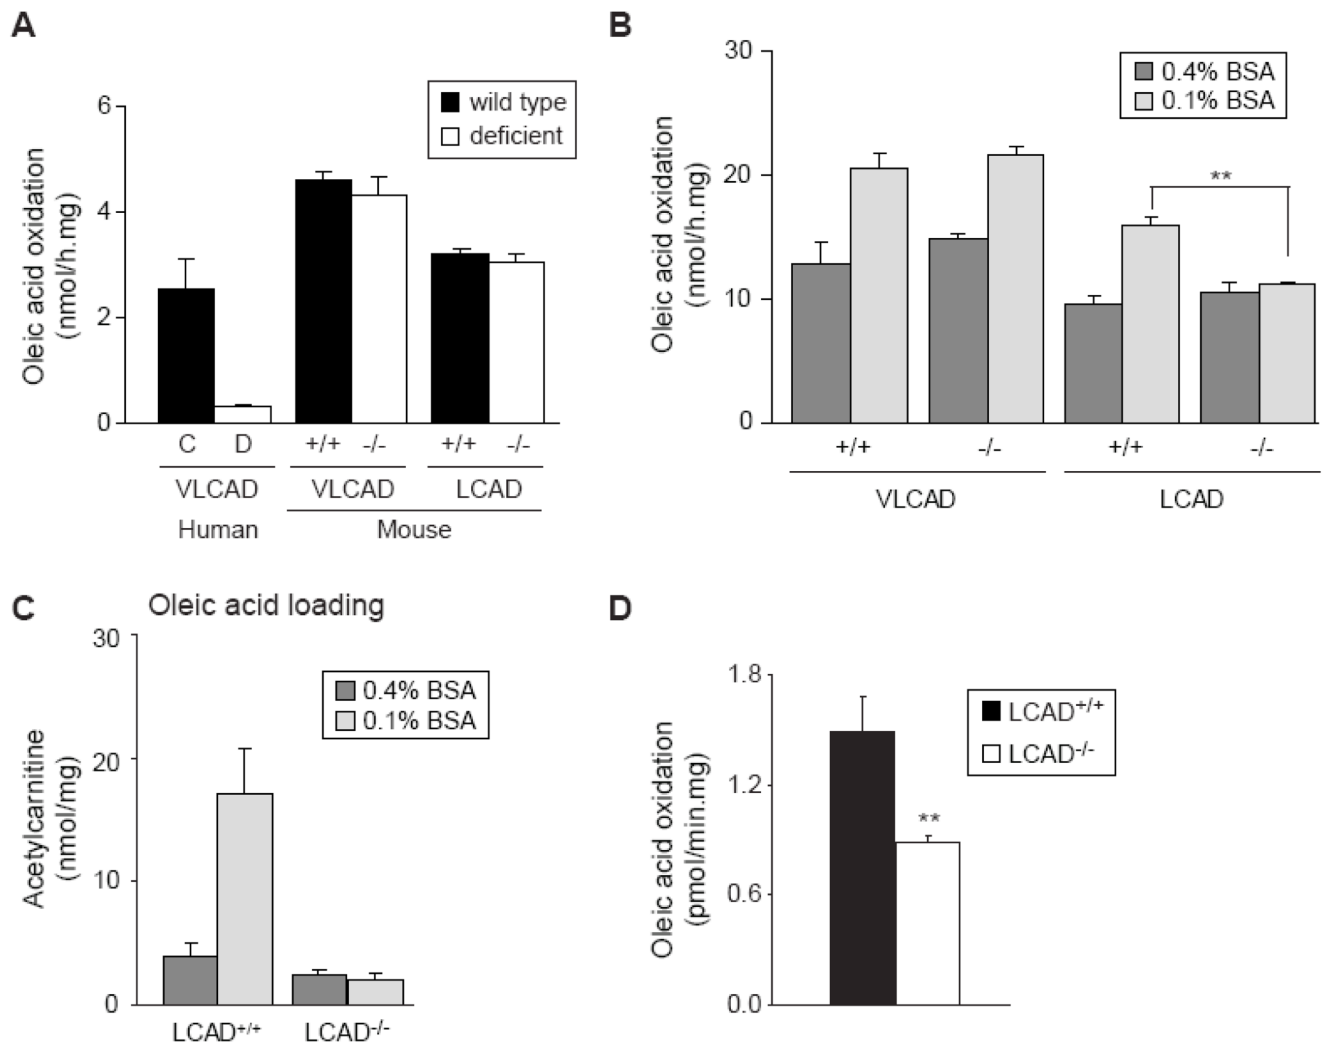 A
wild type
deficient
Oleic acid oxidation
(nmol/h.mg)
6
4
2
0
C D +/+ -/- +/+ -/-
VLCAD VLCAD LCAD
Human Mouse
B
0.4% BSA
0.1% BSA
Oleic acid oxidation
(nmol/h.mg)
30
20
10
0
**
+/+ -/- +/+ -/-
VLCAD LCAD
C
Oleic acid loading
0.4% BSA
0.1% BSA
Acetylcarnitine
(nmol/mg)
30
20
10
0
LCAD+/+ LCAD-/-
D
LCAD+/+
LCAD-/-
Oleic acid oxidation
(pmol/min.mg)
1.8
1.2
0.6
0.0
**